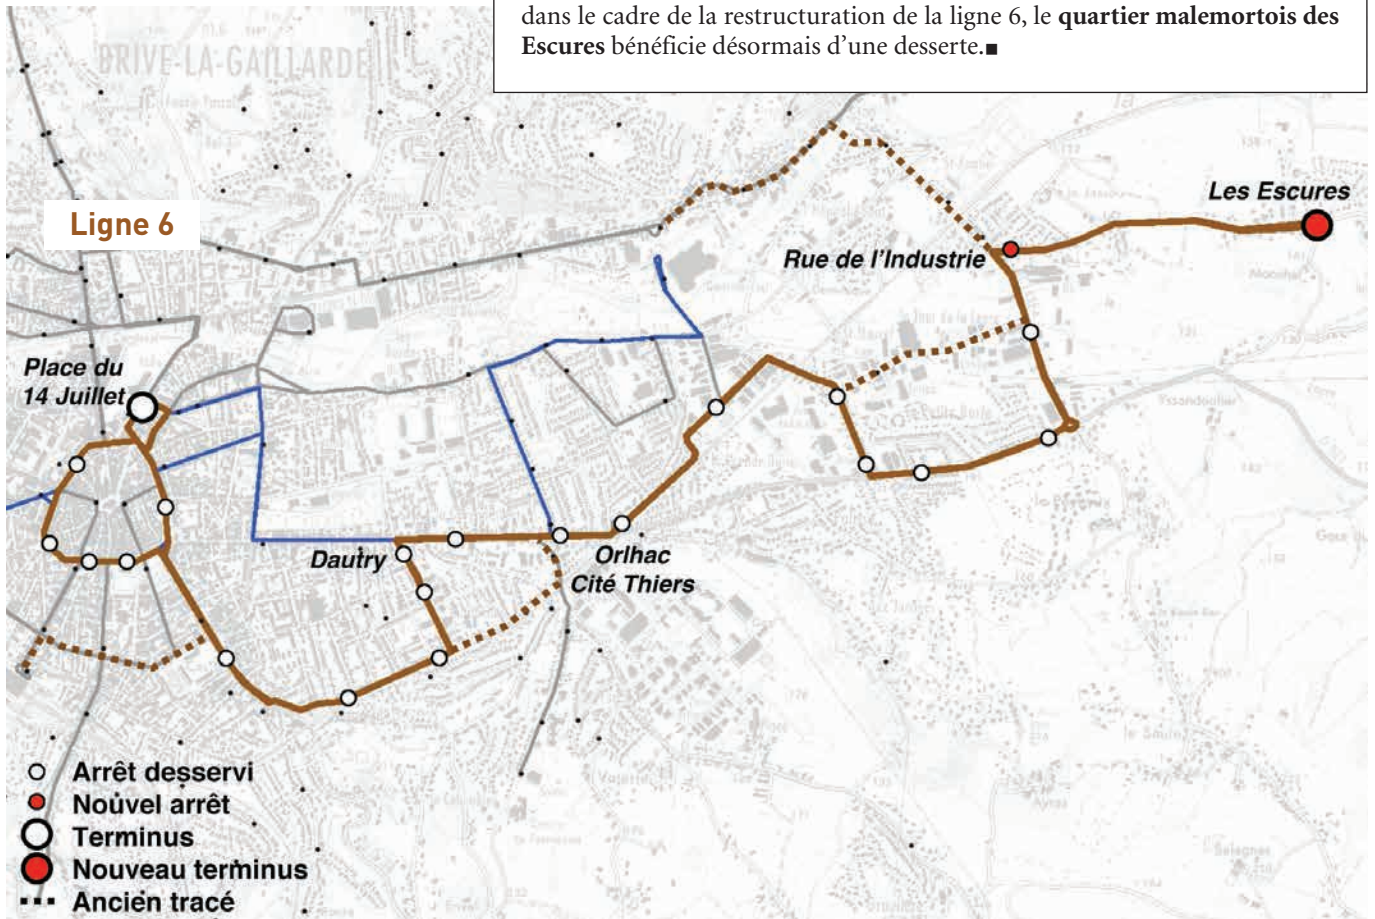 dans le cadre de la restructuration de la ligne 6, le quartier malemortois des
Escures bénéficie désormais d'une desserte.■
BRIVE-LA-GAILLARDE
Ligne 6
Les Escures
Rue de l'Industrie
Place du
14 Juillet
Dautry
Orlhac
Cité Thiers
Arrêt desservi
Nouvel arrêt
Terminus
Nouveau terminus
Ancien tracé